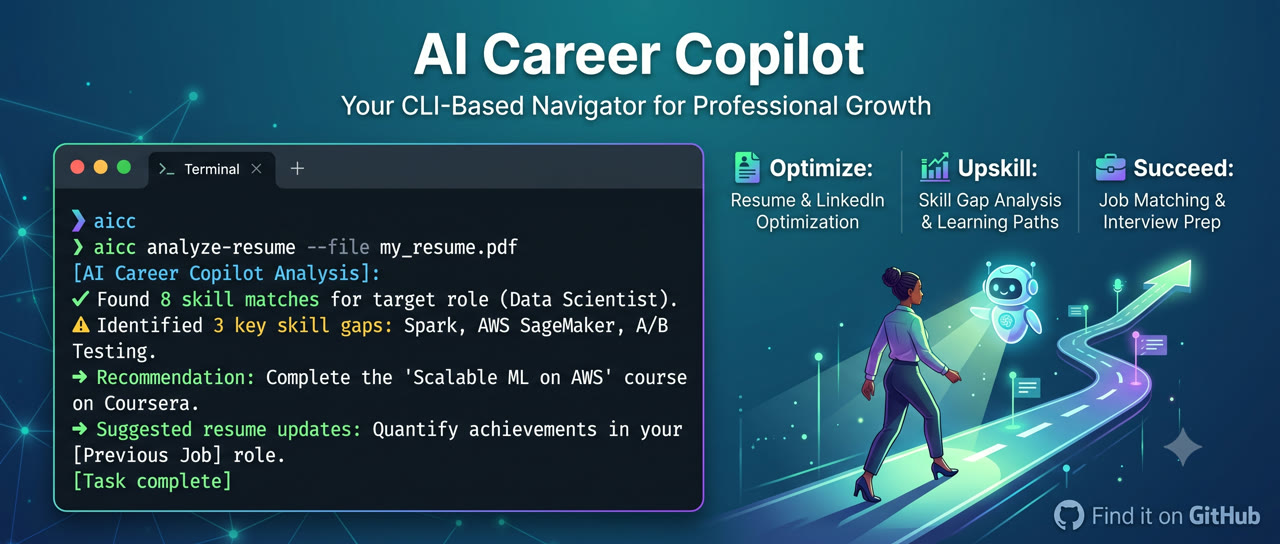 AI Career Copilot
Your CLI-Based Navigator for Professional Growth
>_ Terminal × +
❯ aicc
❯ aicc analyze-resume --file my_resume.pdf
[AI Career Copilot Analysis]:
✔ Found 8 skill matches for target role (Data Scientist).
⚠ Identified 3 key skill gaps: Spark, AWS SageMaker, A/B
Testing.
➜ Recommendation: Complete the 'Scalable ML on AWS' course
on Coursera.
➜ Suggested resume updates: Quantify achievements in your
[Previous Job] role.
[Task complete]
Optimize:
Resume & LinkedIn
Optimization
Upskill:
Skill Gap Analysis
& Learning Paths
Succeed:
Job Matching &
Interview Prep
Find it on GitHub